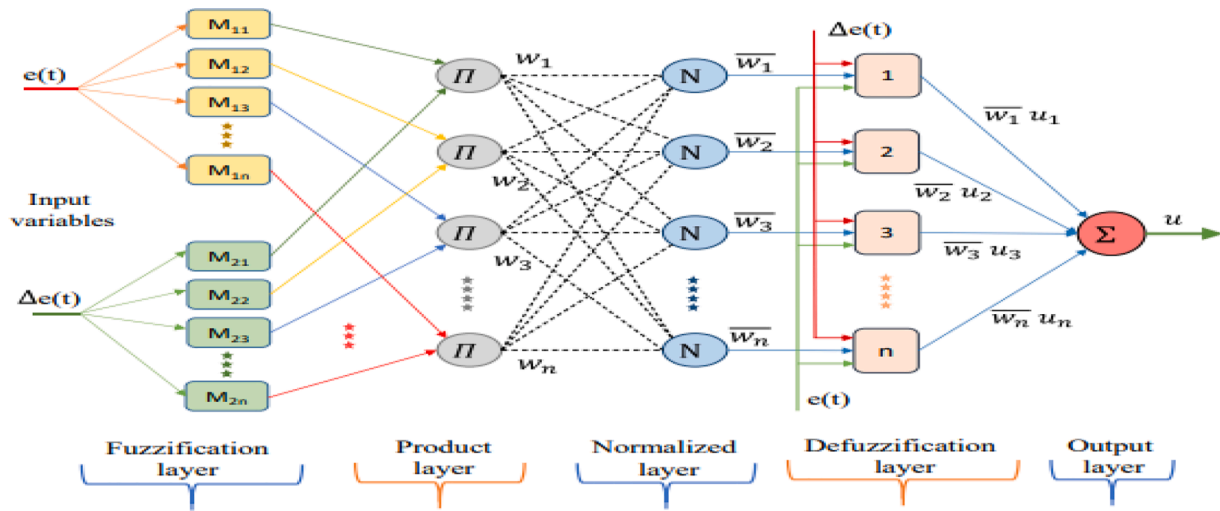 e(t)
M₁₁
M₁₂
M₁₃
M₁ₙ
Input
variables
Δe(t)
M₂₁
M₂₂
M₂₃
M₂ₙ
Π
Π
Π
Π
w₁
w₂
w₃
wₙ
N
N
N
N
w̅₁
w̅₂
w̅₃
w̅ₙ
Δe(t)
1
2
3
n
e(t)
w̅₁ u₁
w̅₂ u₂
w̅₃ u₃
w̅ₙ uₙ
Σ
u
Fuzzification
layer
Product
layer
Normalized
layer
Defuzzification
layer
Output
layer